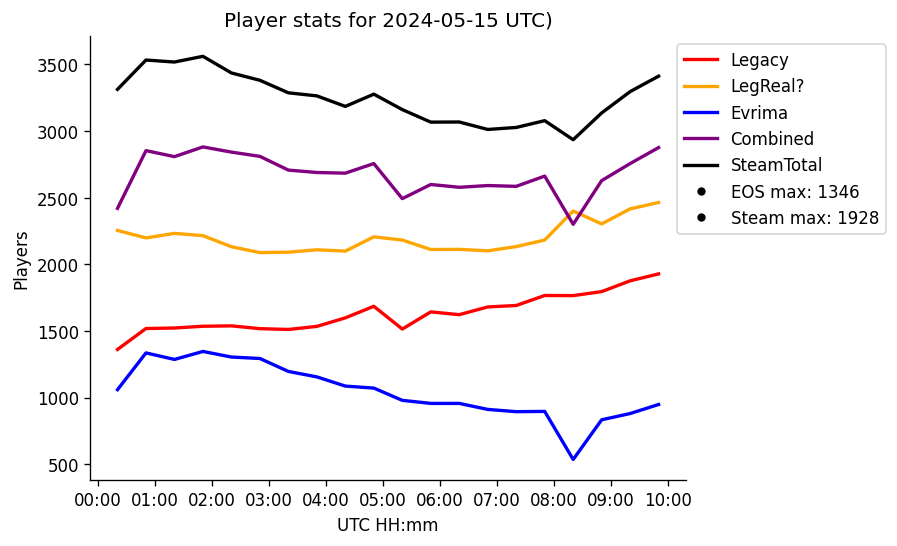 Player stats for 2024-05-15 UTC)
3500
3000
2500
2000
1500
1000
500
Players
00:00 01:00 02:00 03:00 04:00 05:00 06:00 07:00 08:00 09:00 10:00
UTC HH:mm
Legacy
LegReal?
Evrima
Combined
SteamTotal
EOS max: 1346
Steam max: 1928